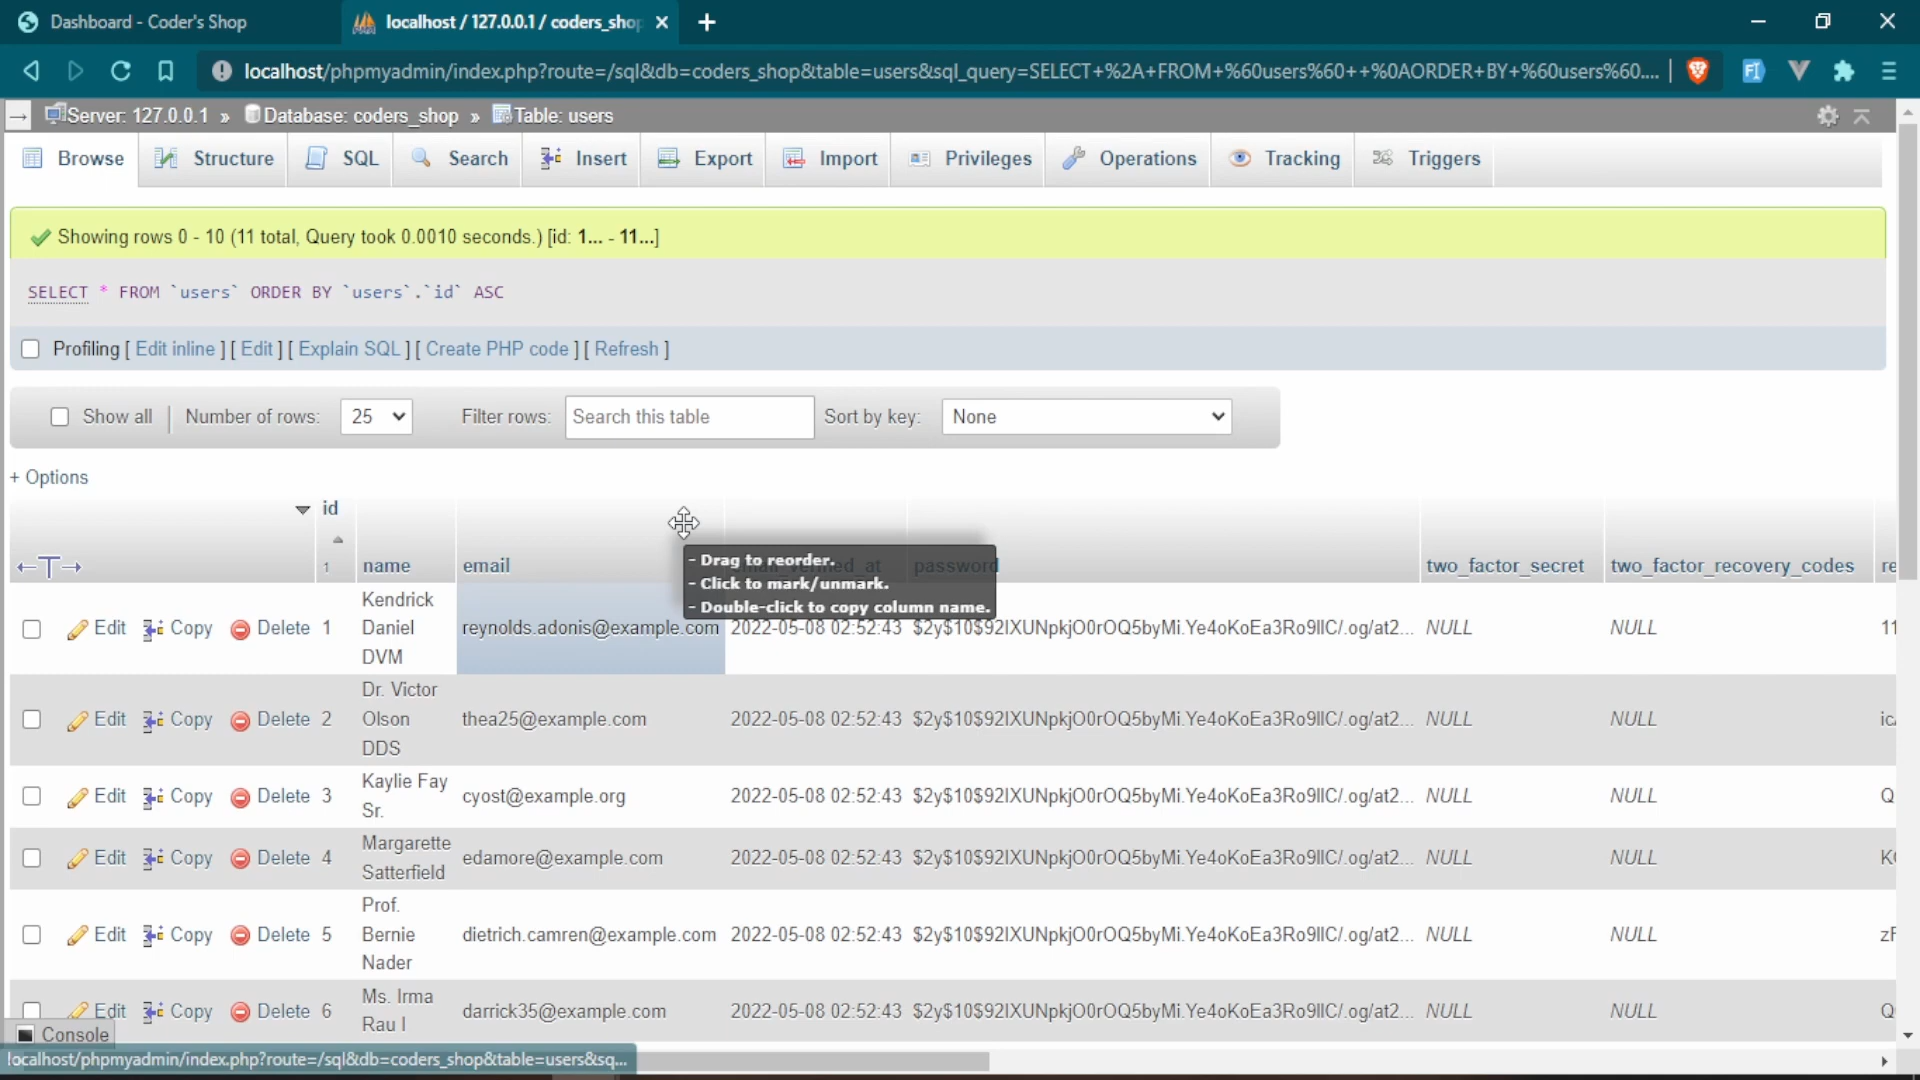 Dashboard - Coder's Shop
localhost / 127.0.0.1 / coders_shop
localhost/phpmyadmin/index.php?route=/sql&db=coders_shop&table=users&sql_query=SELECT+%2A+FROM+%60users%60++%0AORDER+BY+%60users%60....
Server: 127.0.0.1 » Database: coders_shop » Table: users
Browse Structure SQL Search Insert Export Import Privileges Operations Tracking Triggers
Showing rows 0 - 10 (11 total, Query took 0.0010 seconds.) [id: 1... - 11...]
SELECT * FROM `users` ORDER BY `users`.`id` ASC
Profiling [ Edit inline ] [ Edit ] [ Explain SQL ] [ Create PHP code ] [ Refresh ]
Show all Number of rows: 25 Filter rows: Search this table Sort by key: None
+ Options
id
1 name email password two_factor_secret two_factor_recovery_codes re
- Drag to reorder.
- Click to mark/unmark.
- Double-click to copy column name.
Edit Copy Delete 1 Kendrick Daniel DVM reynolds.adonis@example.com 2022-05-08 02:52:43 $2y$10$92IXUNpkjO0rOQ5byMi.Ye4oKoEa3Ro9llC/.og/at2... NULL NULL 11
Edit Copy Delete 2 Dr. Victor Olson DDS thea25@example.com 2022-05-08 02:52:43 $2y$10$92IXUNpkjO0rOQ5byMi.Ye4oKoEa3Ro9llC/.og/at2... NULL NULL ic
Edit Copy Delete 3 Kaylie Fay Sr. cyost@example.org 2022-05-08 02:52:43 $2y$10$92IXUNpkjO0rOQ5byMi.Ye4oKoEa3Ro9llC/.og/at2... NULL NULL Q
Edit Copy Delete 4 Margarette Satterfield edamore@example.com 2022-05-08 02:52:43 $2y$10$92IXUNpkjO0rOQ5byMi.Ye4oKoEa3Ro9llC/.og/at2... NULL NULL
Edit Copy Delete 5 Prof. Bernie Nader dietrich.camren@example.com 2022-05-08 02:52:43 $2y$10$92IXUNpkjO0rOQ5byMi.Ye4oKoEa3Ro9llC/.og/at2... NULL NULL
Edit Copy Delete 6 Ms. Irma Rau I darrick35@example.com 2022-05-08 02:52:43 $2y$10$92IXUNpkjO0rOQ5byMi.Ye4oKoEa3Ro9llC/.og/at2... NULL NULL Q
Console
localhost/phpmyadmin/index.php?route=/sql&db=coders_shop&table=users&sq...